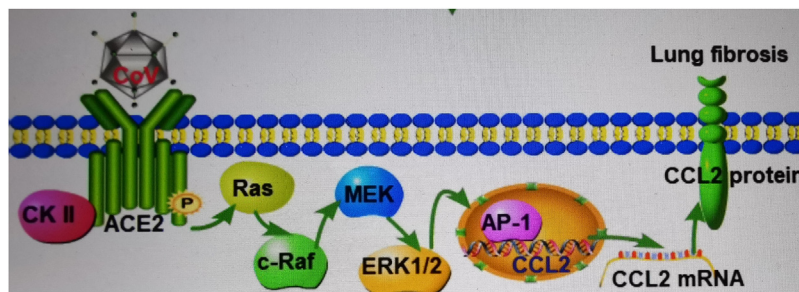 CoV
Lung fibrosis
CK II
ACE2
P
Ras
c-Raf
MEK
ERK1/2
AP-1
CCL2
CCL2 mRNA
CCL2 protein